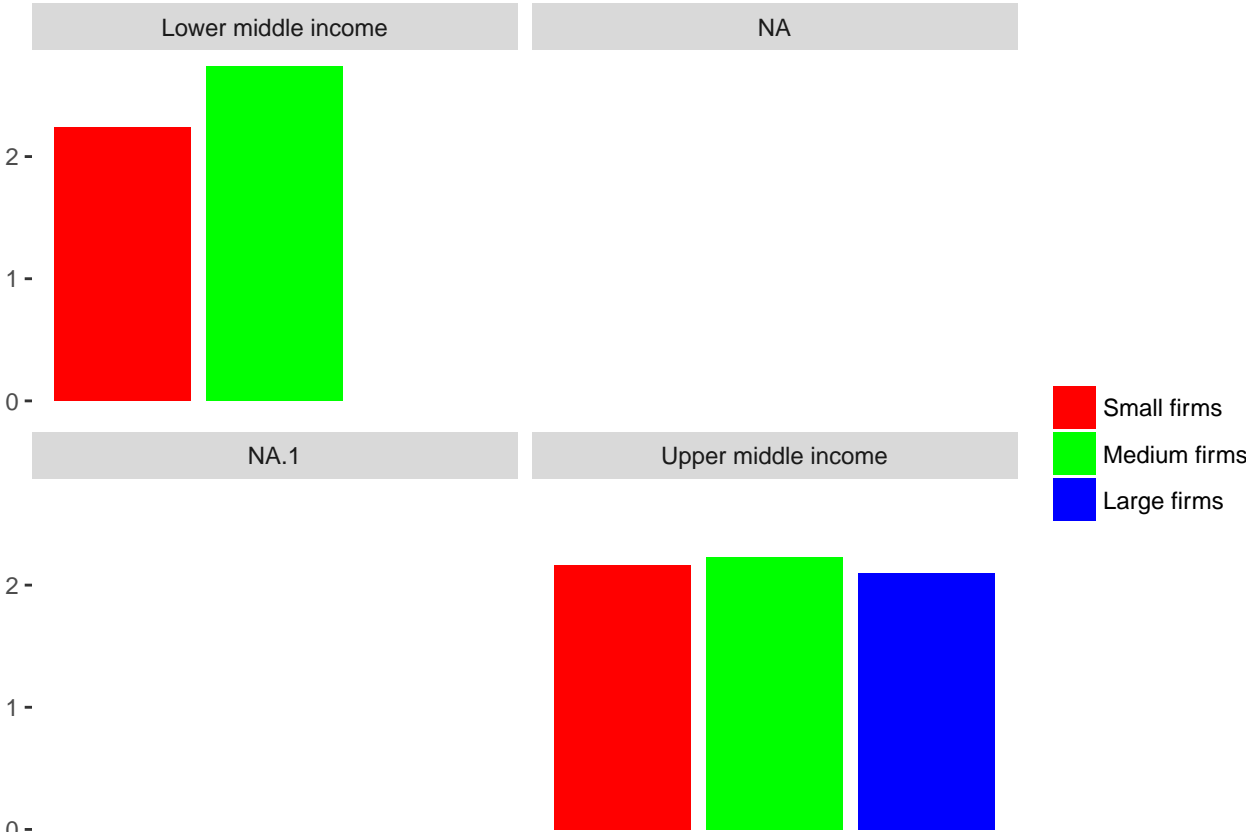 Lower middle income
NA
2
1
0
NA.1
Upper middle income
2
1
0
Small firms
Medium firms
Large firms